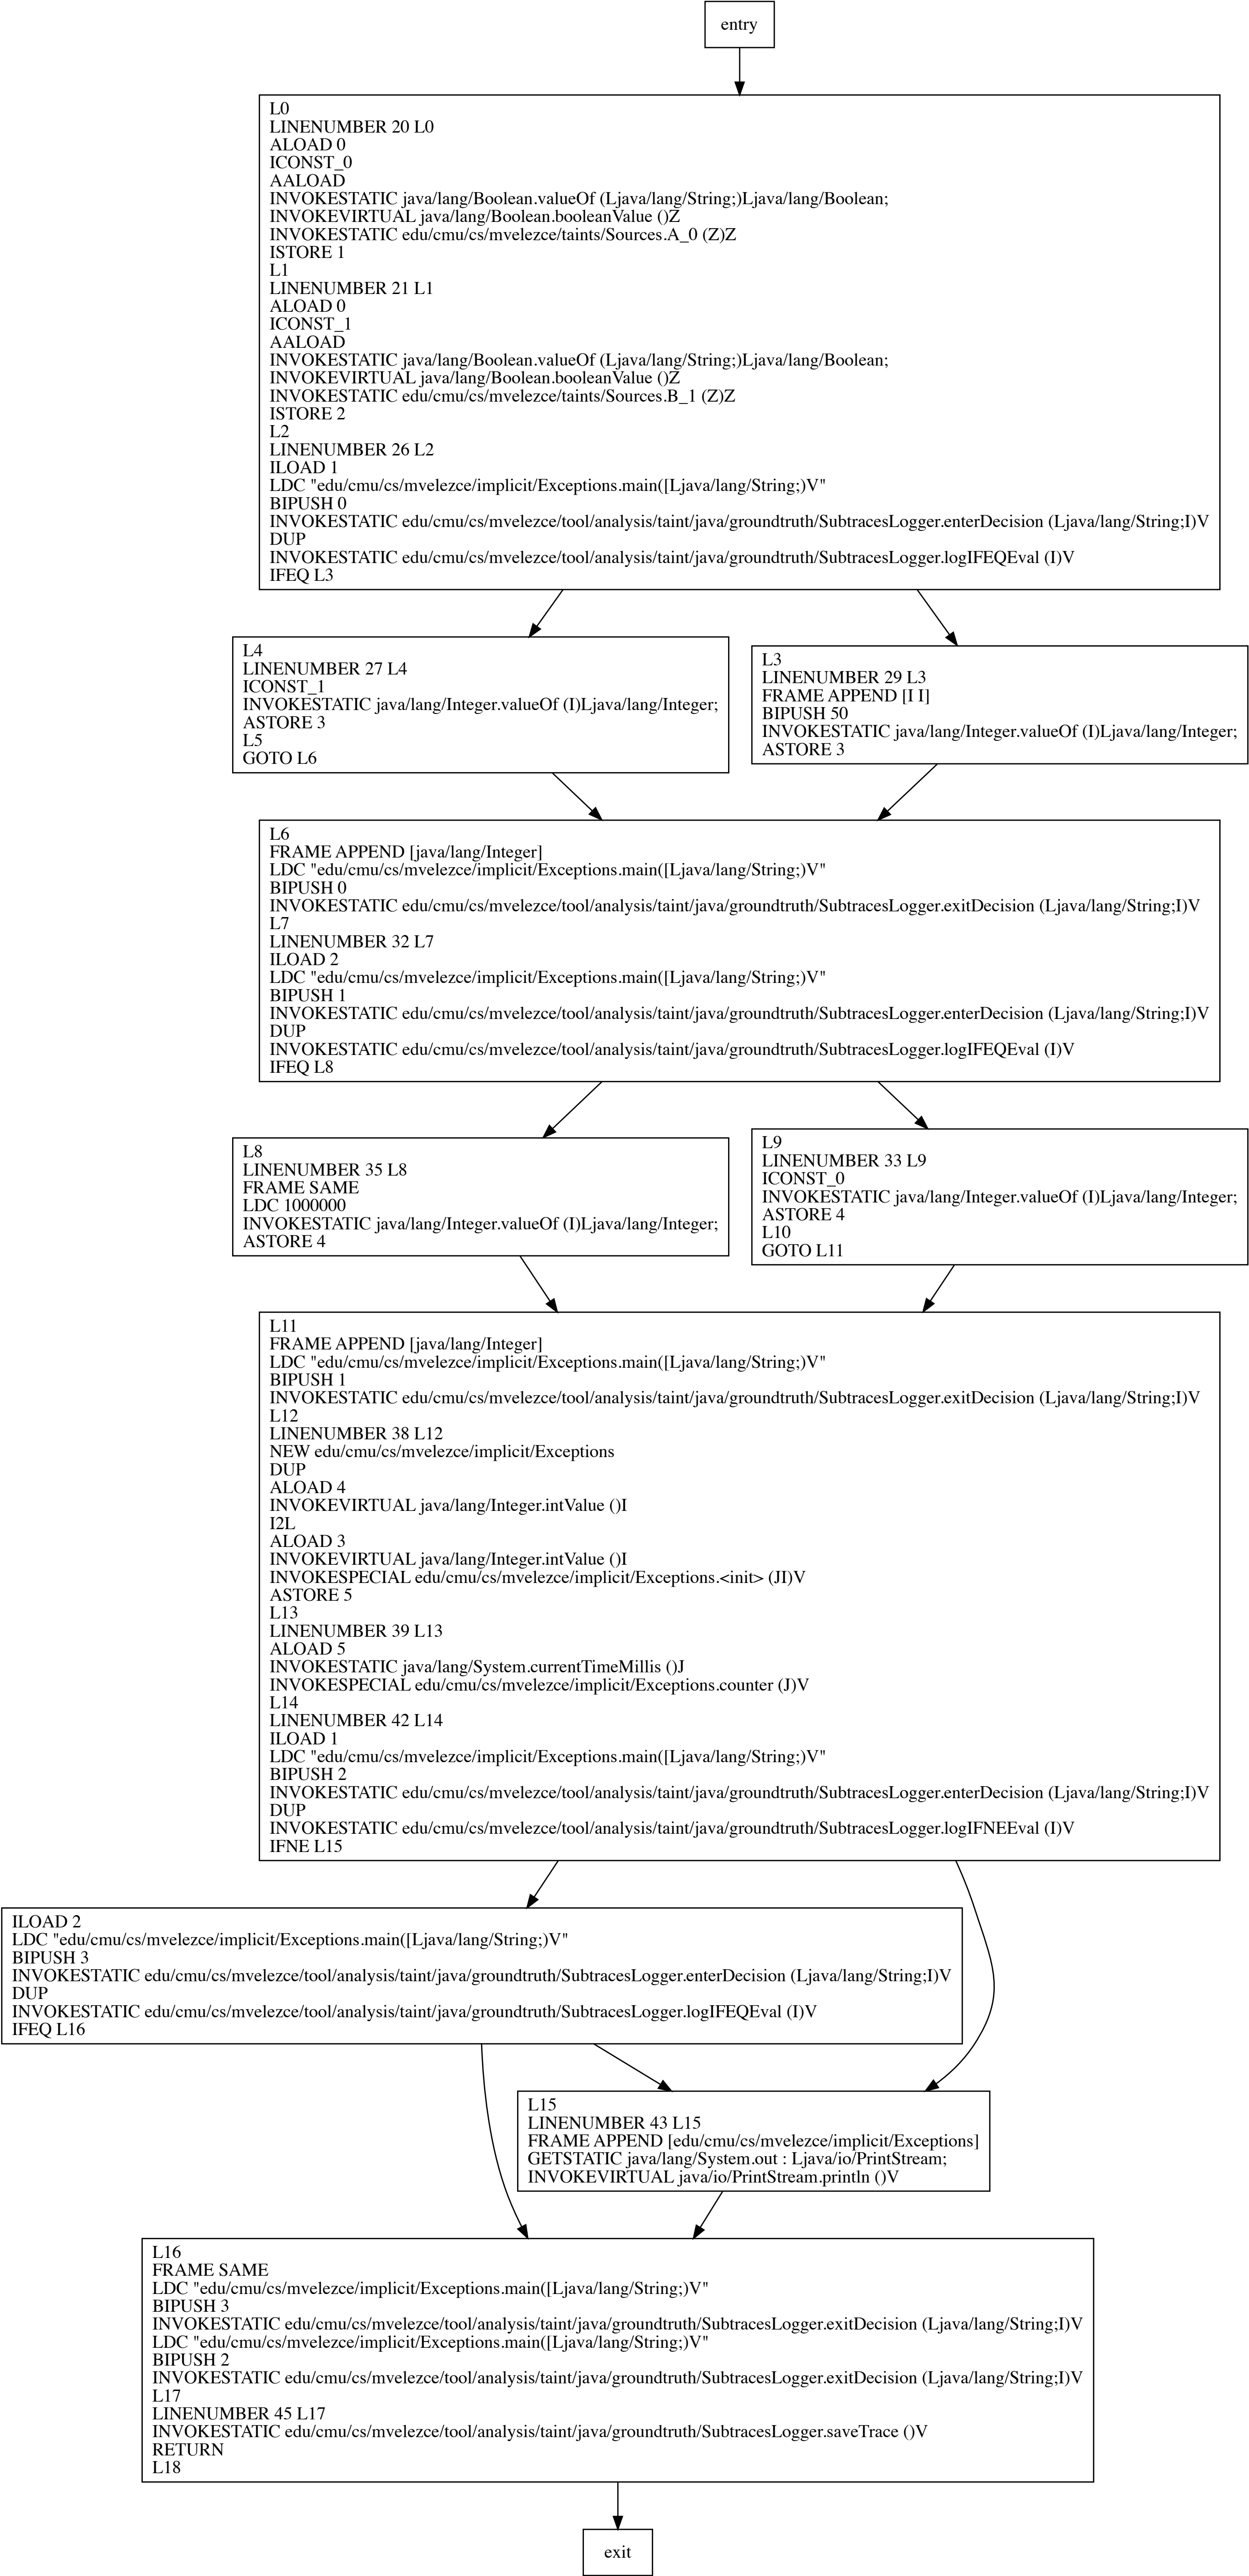 entry
L0
LINENUMBER 20 L0
ALOAD 0
ICONST_0
AALOAD
INVOKESTATIC java/lang/Boolean.valueOf (Ljava/lang/String;)Ljava/lang/Boolean;
INVOKEVIRTUAL java/lang/Boolean.booleanValue ()Z
INVOKESTATIC edu/cmu/cs/mvelezce/taints/Sources.A_0 (Z)Z
ISTORE 1
L1
LINENUMBER 21 L1
ALOAD 0
ICONST_1
AALOAD
INVOKESTATIC java/lang/Boolean.valueOf (Ljava/lang/String;)Ljava/lang/Boolean;
INVOKEVIRTUAL java/lang/Boolean.booleanValue ()Z
INVOKESTATIC edu/cmu/cs/mvelezce/taints/Sources.B_1 (Z)Z
ISTORE 2
L2
LINENUMBER 26 L2
ILOAD 1
LDC "edu/cmu/cs/mvelezce/implicit/Exceptions.main([Ljava/lang/String;)V"
BIPUSH 0
INVOKESTATIC edu/cmu/cs/mvelezce/tool/analysis/taint/java/groundtruth/SubtracesLogger.enterDecision (Ljava/lang/String;I)V
DUP
INVOKESTATIC edu/cmu/cs/mvelezce/tool/analysis/taint/java/groundtruth/SubtracesLogger.logIFEQEval (I)V
IFEQ L3
L4
LINENUMBER 27 L4
ICONST_1
INVOKESTATIC java/lang/Integer.valueOf (I)Ljava/lang/Integer;
ASTORE 3
L5
GOTO L6
L3
LINENUMBER 29 L3
FRAME APPEND [I I]
BIPUSH 50
INVOKESTATIC java/lang/Integer.valueOf (I)Ljava/lang/Integer;
ASTORE 3
L6
FRAME APPEND [java/lang/Integer]
LDC "edu/cmu/cs/mvelezce/implicit/Exceptions.main([Ljava/lang/String;)V"
BIPUSH 0
INVOKESTATIC edu/cmu/cs/mvelezce/tool/analysis/taint/java/groundtruth/SubtracesLogger.exitDecision (Ljava/lang/String;I)V
L7
LINENUMBER 32 L7
ILOAD 2
LDC "edu/cmu/cs/mvelezce/implicit/Exceptions.main([Ljava/lang/String;)V"
BIPUSH 1
INVOKESTATIC edu/cmu/cs/mvelezce/tool/analysis/taint/java/groundtruth/SubtracesLogger.enterDecision (Ljava/lang/String;I)V
DUP
INVOKESTATIC edu/cmu/cs/mvelezce/tool/analysis/taint/java/groundtruth/SubtracesLogger.logIFEQEval (I)V
IFEQ L8
L8
LINENUMBER 35 L8
FRAME SAME
LDC 1000000
INVOKESTATIC java/lang/Integer.valueOf (I)Ljava/lang/Integer;
ASTORE 4
L9
LINENUMBER 33 L9
ICONST_0
INVOKESTATIC java/lang/Integer.valueOf (I)Ljava/lang/Integer;
ASTORE 4
L10
GOTO L11
L11
FRAME APPEND [java/lang/Integer]
LDC "edu/cmu/cs/mvelezce/implicit/Exceptions.main([Ljava/lang/String;)V"
BIPUSH 1
INVOKESTATIC edu/cmu/cs/mvelezce/tool/analysis/taint/java/groundtruth/SubtracesLogger.exitDecision (Ljava/lang/String;I)V
L12
LINENUMBER 38 L12
NEW edu/cmu/cs/mvelezce/implicit/Exceptions
DUP
ALOAD 4
INVOKEVIRTUAL java/lang/Integer.intValue ()I
I2L
ALOAD 3
INVOKEVIRTUAL java/lang/Integer.intValue ()I
INVOKESPECIAL edu/cmu/cs/mvelezce/implicit/Exceptions.<init> (JI)V
ASTORE 5
L13
LINENUMBER 39 L13
ALOAD 5
INVOKESTATIC java/lang/System.currentTimeMillis ()J
INVOKESPECIAL edu/cmu/cs/mvelezce/implicit/Exceptions.counter (J)V
L14
LINENUMBER 42 L14
ILOAD 1
LDC "edu/cmu/cs/mvelezce/implicit/Exceptions.main([Ljava/lang/String;)V"
BIPUSH 2
INVOKESTATIC edu/cmu/cs/mvelezce/tool/analysis/taint/java/groundtruth/SubtracesLogger.enterDecision (Ljava/lang/String;I)V
DUP
INVOKESTATIC edu/cmu/cs/mvelezce/tool/analysis/taint/java/groundtruth/SubtracesLogger.logIFNEEval (I)V
IFNE L15
ILOAD 2
LDC "edu/cmu/cs/mvelezce/implicit/Exceptions.main([Ljava/lang/String;)V"
BIPUSH 3
INVOKESTATIC edu/cmu/cs/mvelezce/tool/analysis/taint/java/groundtruth/SubtracesLogger.enterDecision (Ljava/lang/String;I)V
DUP
INVOKESTATIC edu/cmu/cs/mvelezce/tool/analysis/taint/java/groundtruth/SubtracesLogger.logIFEQEval (I)V
IFEQ L16
L15
LINENUMBER 43 L15
FRAME APPEND [edu/cmu/cs/mvelezce/implicit/Exceptions]
GETSTATIC java/lang/System.out : Ljava/io/PrintStream;
INVOKEVIRTUAL java/io/PrintStream.println ()V
L16
FRAME SAME
LDC "edu/cmu/cs/mvelezce/implicit/Exceptions.main([Ljava/lang/String;)V"
BIPUSH 3
INVOKESTATIC edu/cmu/cs/mvelezce/tool/analysis/taint/java/groundtruth/SubtracesLogger.exitDecision (Ljava/lang/String;I)V
LDC "edu/cmu/cs/mvelezce/implicit/Exceptions.main([Ljava/lang/String;)V"
BIPUSH 2
INVOKESTATIC edu/cmu/cs/mvelezce/tool/analysis/taint/java/groundtruth/SubtracesLogger.exitDecision (Ljava/lang/String;I)V
L17
LINENUMBER 45 L17
INVOKESTATIC edu/cmu/cs/mvelezce/tool/analysis/taint/java/groundtruth/SubtracesLogger.saveTrace ()V
RETURN
L18
exit